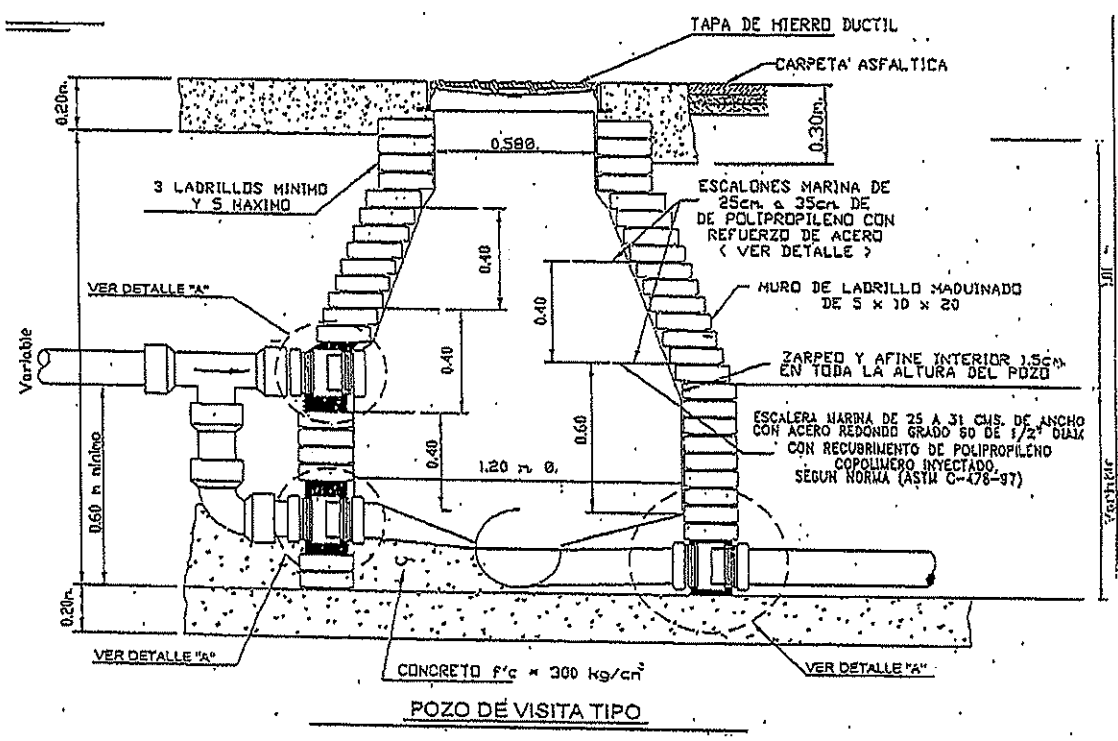 TAPA DE HIERRO DUCTIL
CARPETA ASFALTICA
0.20m.
0.580.
0.30m.
3 LADRILLOS MINIMO
Y 5 MAXIMO
ESCALONES MARINA DE
25cm. a 35cm. DE
DE POLIPROPILENO CON
REFUERZO DE ACERO
( VER DETALLE )
0.40
VER DETALLE "A"
0.40
MURO DE LADRILLO MAQUINADO
DE 5 x 10 x 20
Variable
0.40
ZARPEO Y AFINE INTERIOR 1.5cm.
EN TODA LA ALTURA DEL POZO
ESCALERA MARINA DE 25 A 31 CMS. DE ANCHO
CON ACERO REDONDO GRADO 60 DE 1/2" DIAM
CON RECUBRIMENTO DE POLIPROPILENO
COPOLIMERO INYECTADO,
SEGUN NORMA (ASTM C-478-97)
0.60 m minimo
0.40
0.60
1.20 m Ø.
Variable
0.20m.
VER DETALLE "A"
CONCRETO f'c = 300 kg/cm²
VER DETALLE "A"
POZO DE VISITA TIPO